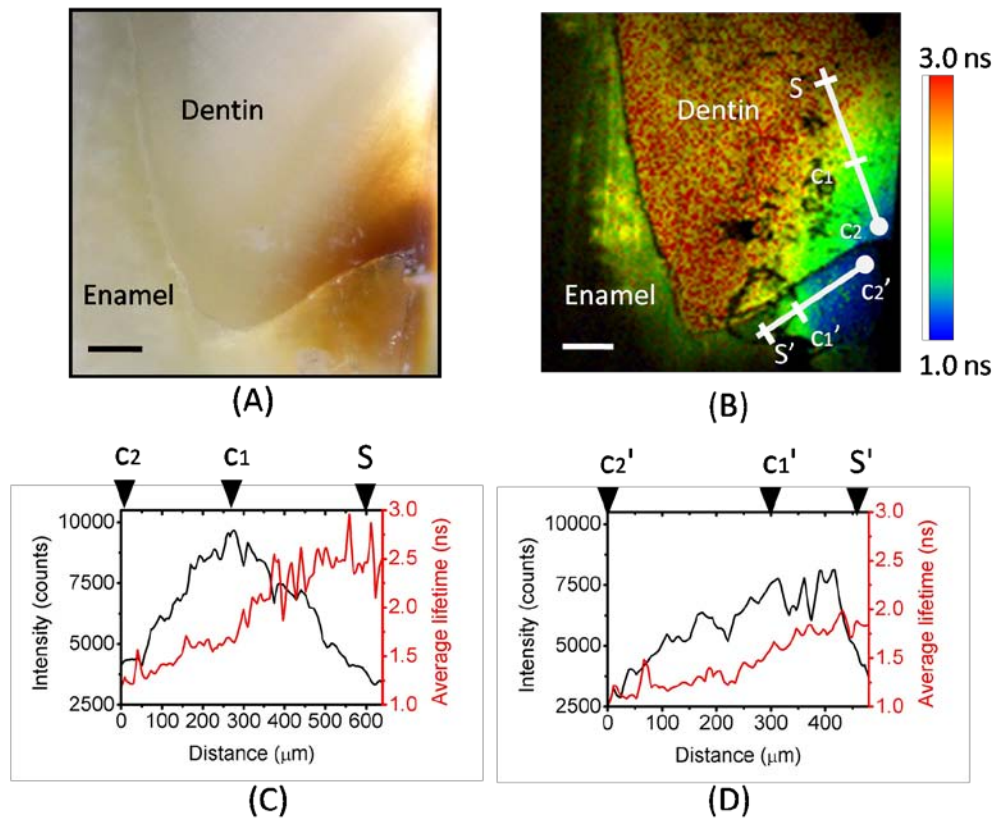 Dentin
Enamel
(A)
Dentin
Enamel
S
c1
c2
c2'
c1'
S'
3.0 ns
1.0 ns
(B)
c2 c1 S
10000
7500
5000
2500
Intensity (counts)
3.0
2.5
2.0
1.5
1.0
Average lifetime (ns)
0 100 200 300 400 500 600
Distance (μm)
(C)
c2' c1' S'
10000
7500
5000
2500
Intensity (counts)
3.0
2.5
2.0
1.5
1.0
Average lifetime (ns)
0 100 200 300 400
Distance (μm)
(D)